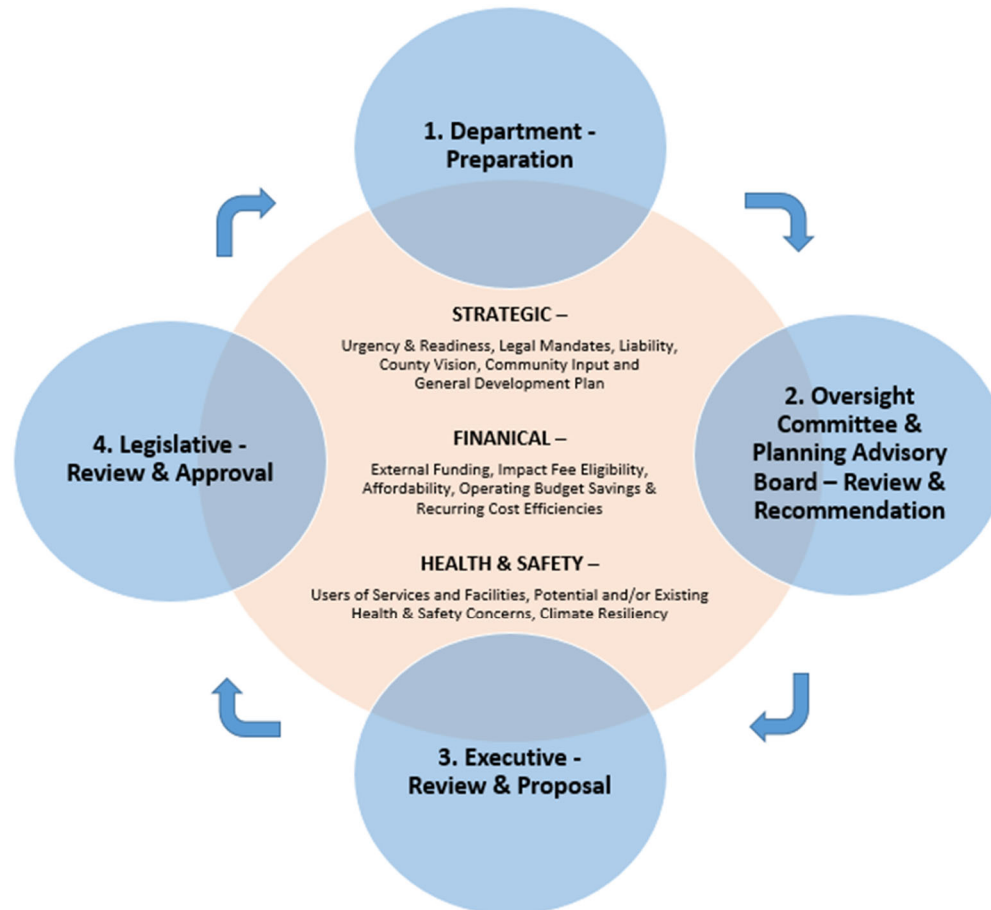 1. Department -
Preparation
STRATEGIC –
Urgency & Readiness, Legal Mandates, Liability,
County Vision, Community Input and
General Development Plan
2. Oversight
Committee &
Planning Advisory
Board – Review &
Recommendation
4. Legislative -
Review & Approval
FINANICAL –
External Funding, Impact Fee Eligibility,
Affordability, Operating Budget Savings &
Recurring Cost Efficiencies
HEALTH & SAFETY –
Users of Services and Facilities, Potential and/or Existing
Health & Safety Concerns, Climate Resiliency
3. Executive -
Review & Proposal